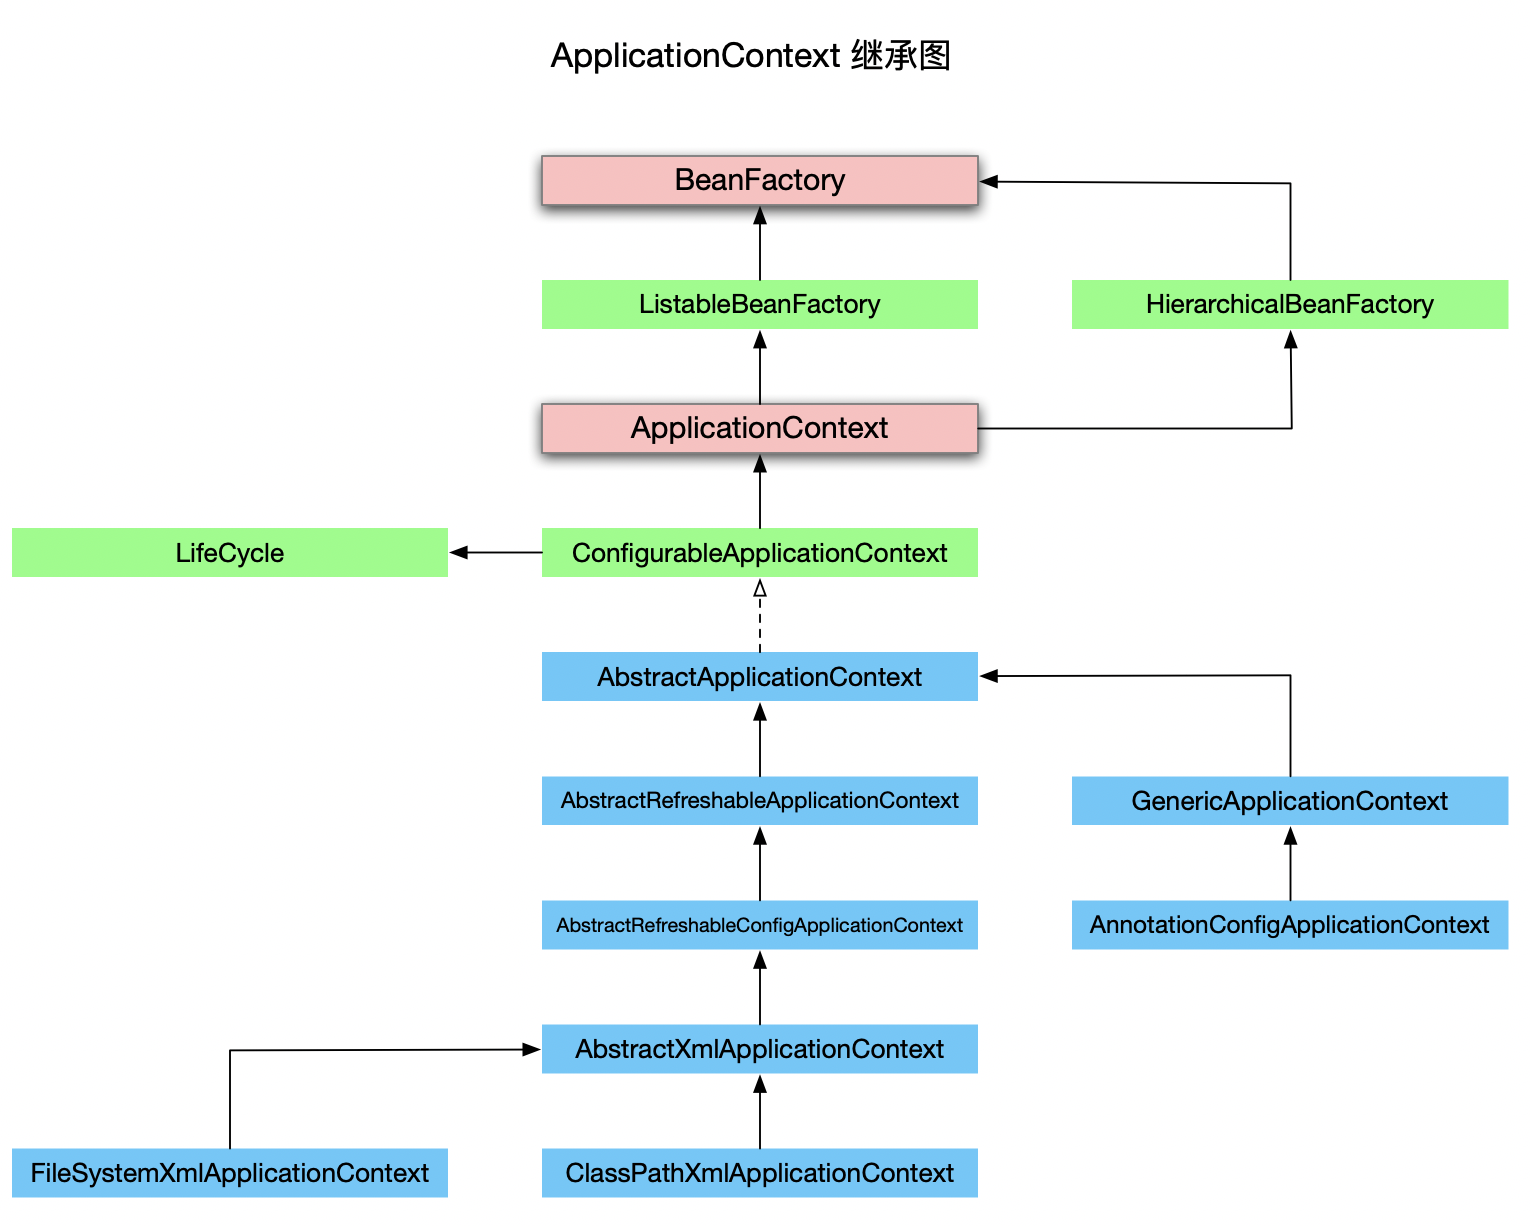 ApplicationContext 继承图
BeanFactory
ListableBeanFactory
HierarchicalBeanFactory
ApplicationContext
LifeCycle
ConfigurableApplicationContext
AbstractApplicationContext
AbstractRefreshableApplicationContext
GenericApplicationContext
AbstractRefreshableConfigApplicationContext
AnnotationConfigApplicationContext
AbstractXmlApplicationContext
FileSystemXmlApplicationContext
ClassPathXmlApplicationContext